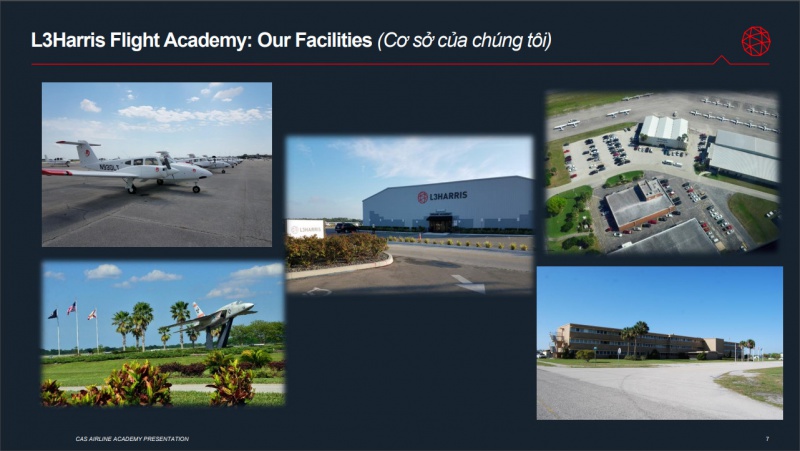 L3Harris Flight Academy: Our Facilities (Cơ sở của chúng tôi)
L3HARRIS
L3HARRIS
CAS AIRLINE ACADEMY PRESENTATION
7